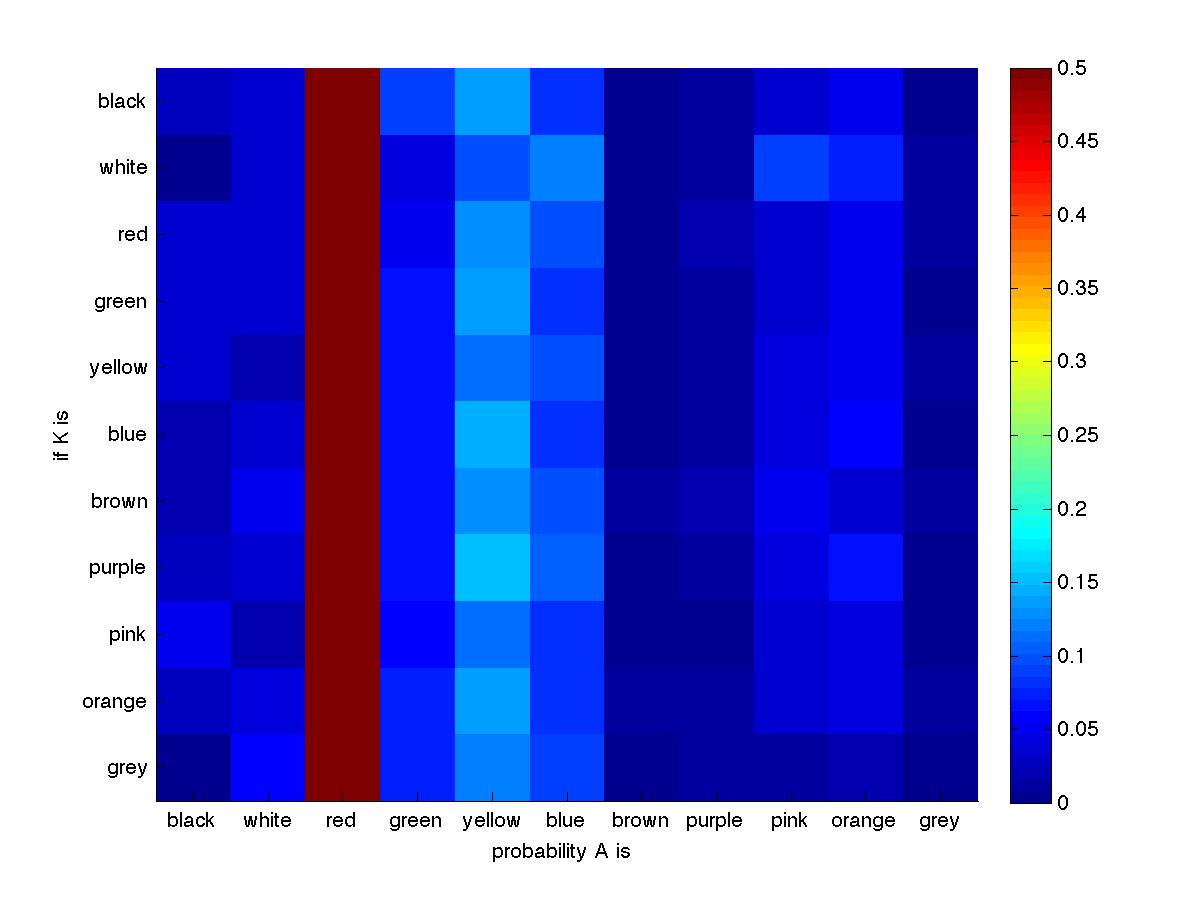 black
white
red
green
yellow
blue
brown
purple
pink
orange
grey
if K is
black white red green yellow blue brown purple pink orange grey
probability A is
0.5
0.45
0.4
0.35
0.3
0.25
0.2
0.15
0.1
0.05
0